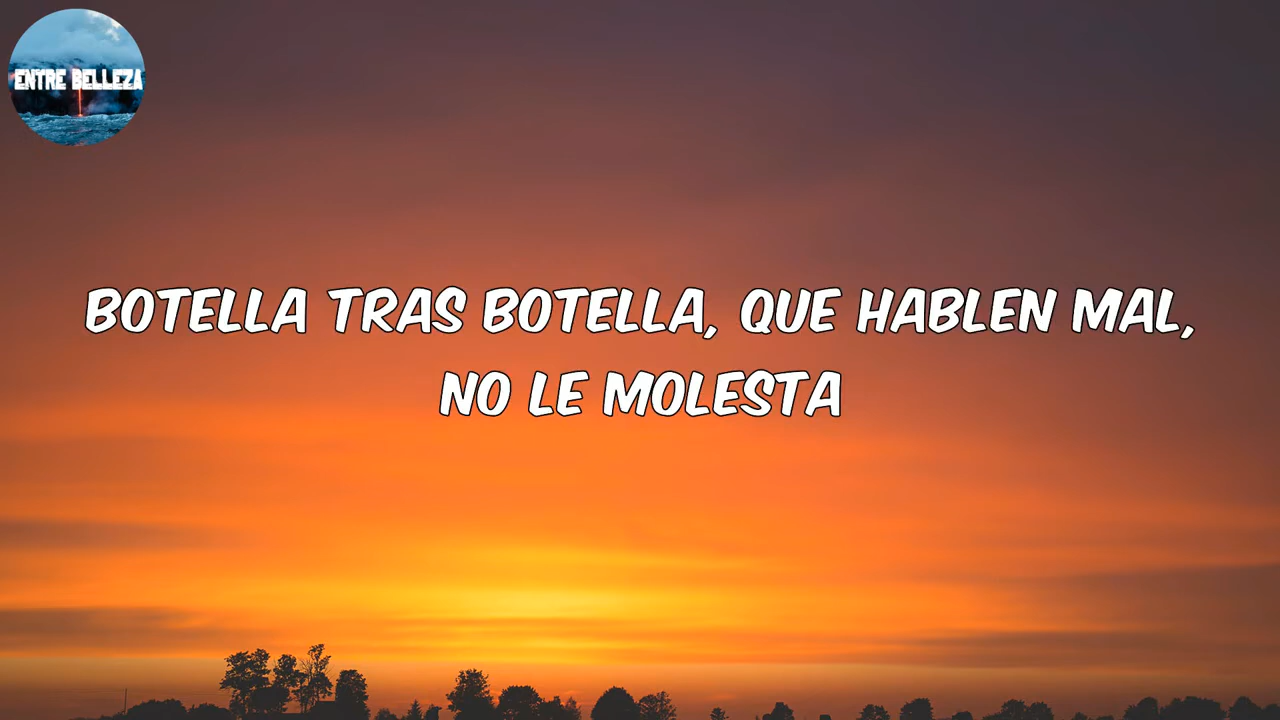 ENTRE BELLEZA
BOTELLA TRAS BOTELLA, QUE HABLEN MAL,
NO LE MOLESTA